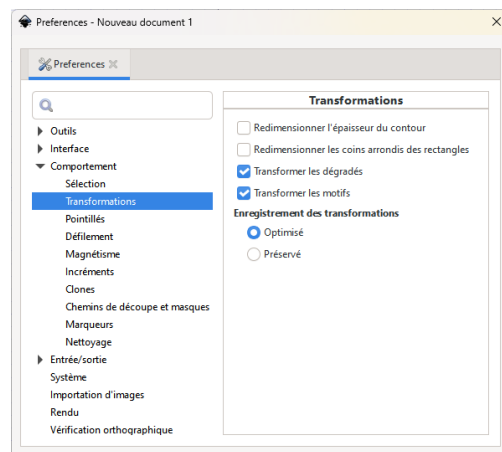 Preferences - Nouveau document 1
Preferences
Outils
Interface
Comportement
Sélection
Transformations
Pointillés
Défilement
Magnétisme
Incréments
Clones
Chemins de découpe et masques
Marqueurs
Nettoyage
Entrée/sortie
Système
Importation d'images
Rendu
Vérification orthographique
Transformations
Redimensionner l'épaisseur du contour
Redimensionner les coins arrondis des rectangles
Transformer les dégradés
Transformer les motifs
Enregistrement des transformations
Optimisé
Préservé